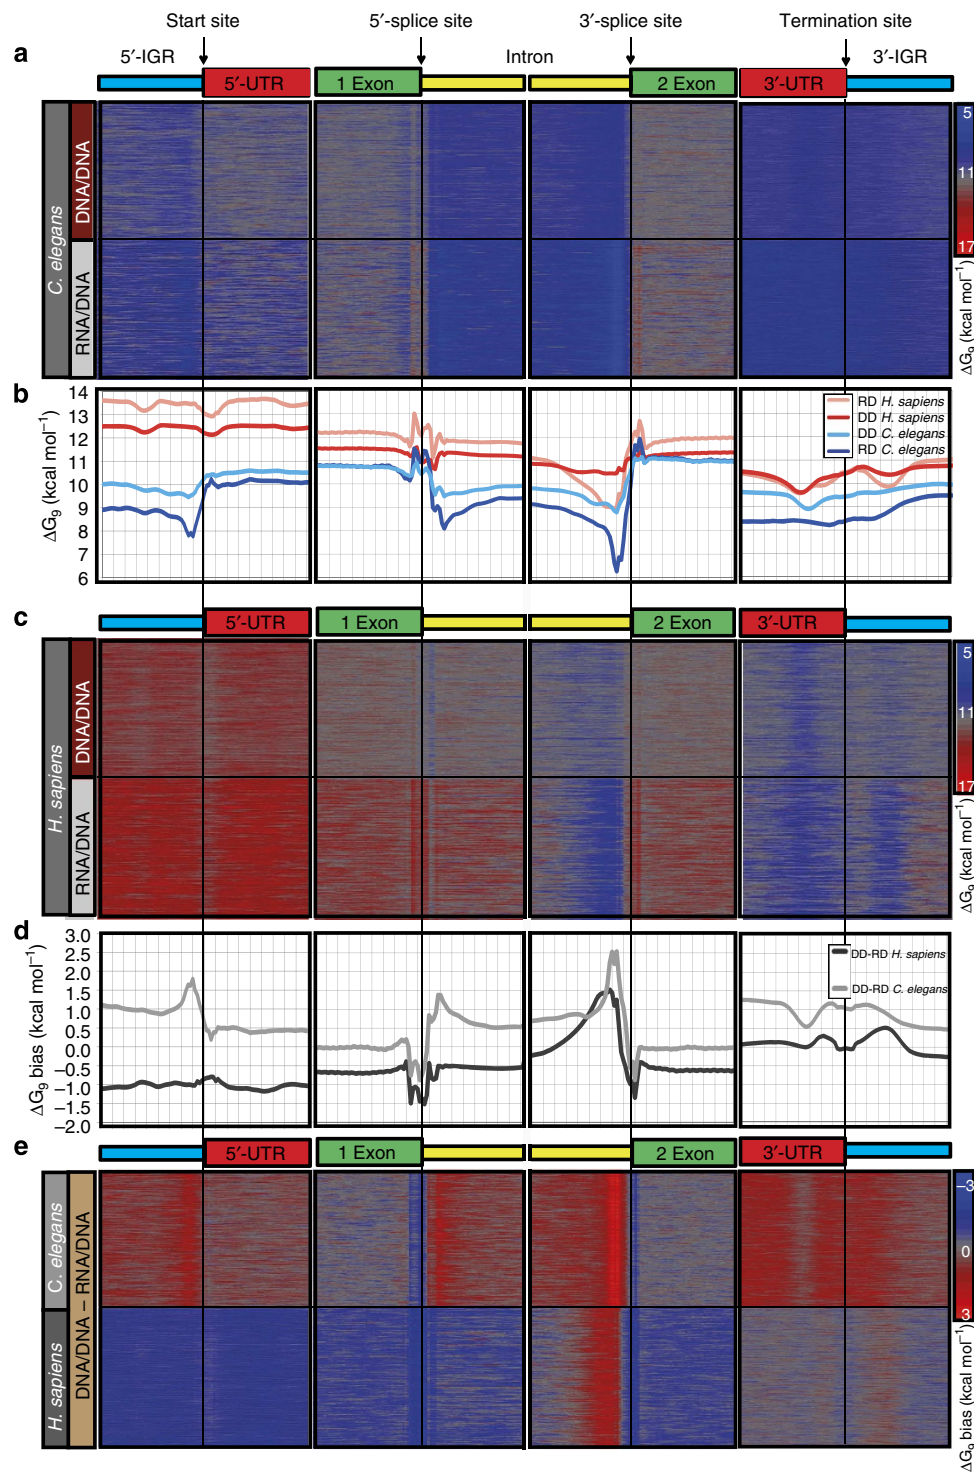 Start site
5′-splice site
3′-splice site
Termination site
a
5′-IGR
Intron
3′-IGR
5′-UTR
1 Exon
2 Exon
3′-UTR
C. elegans
DNA/DNA
RNA/DNA
5
11
17
ΔG9 (kcal mol−1)
b
14
13
12
11
10
9
8
7
6
ΔG9 (kcal mol−1)
RD H. sapiens
DD H. sapiens
DD C. elegans
RD C. elegans
c
5′-UTR
1 Exon
2 Exon
3′-UTR
H. sapiens
DNA/DNA
RNA/DNA
5
11
17
ΔG9 (kcal mol−1)
d
3.0
2.5
2.0
1.5
1.0
0.5
0.0
−0.5
−1.0
−1.5
−2.0
ΔG9 bias (kcal mol−1)
DD-RD H. sapiens
DD-RD C. elegans
e
5′-UTR
1 Exon
2 Exon
3′-UTR
C. elegans
H. sapiens
DNA/DNA – RNA/DNA
−3
0
3
ΔG9 bias (kcal mol−1)